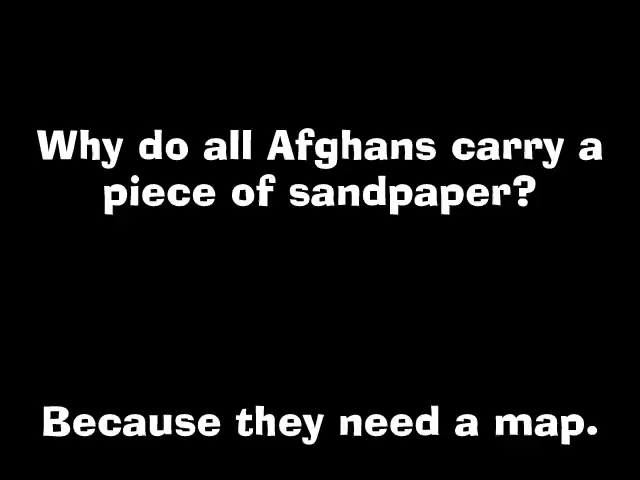 Why do all Afghans carry a
piece of sandpaper?
Because they need a map.